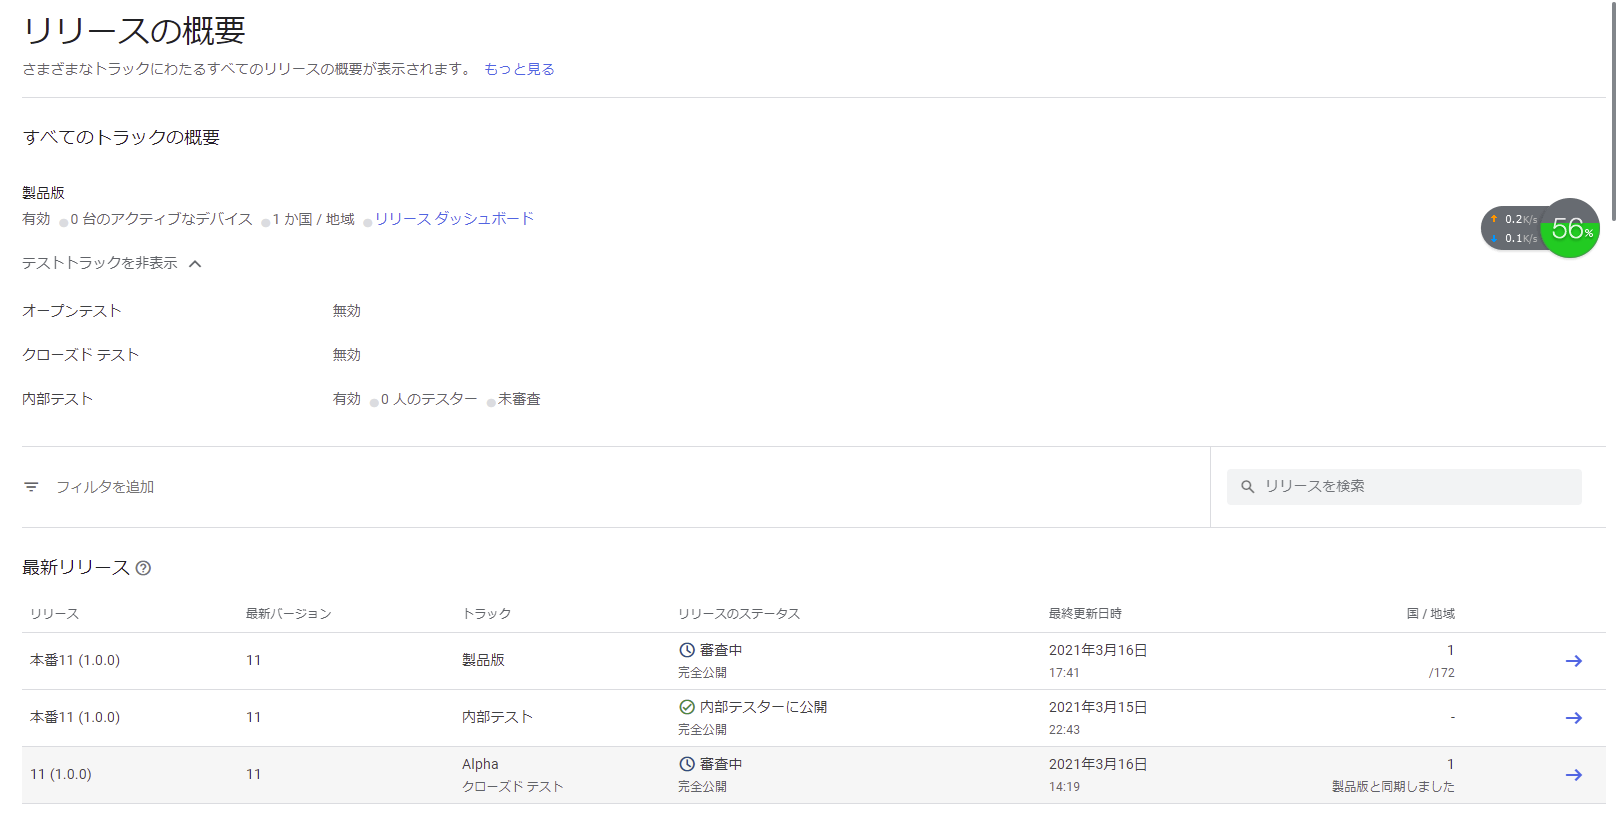 リリースの概要
さまざまなトラックにわたるすべてのリリースの概要が表示されます。 もっと見る
すべてのトラックの概要
製品版
有効 0 台のアクティブなデバイス 1 か国 / 地域 リリース ダッシュボード
0.2K/s
0.1K/s
56%
テストトラックを非表示
オープンテスト 無効
クローズド テスト 無効
内部テスト 有効 0 人のテスター 未審査
フィルタを追加 リリースを検索
最新リリース
リリース 最新バージョン トラック リリースのステータス 最終更新日時 国 / 地域
本番11 (1.0.0) 11 製品版 審査中 2021年3月16日 1
完全公開 17:41 /172
本番11 (1.0.0) 11 内部テスト 内部テスターに公開 2021年3月15日 -
完全公開 22:43
11 (1.0.0) 11 Alpha 審査中 2021年3月16日 1
クローズド テスト 完全公開 14:19 製品版と同期しました